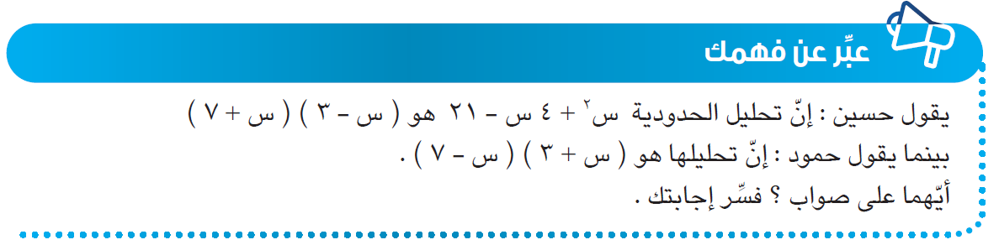 عبِّر عن فهمك
يقول حسين : إنّ تحليل الحدودية س² + ٤ س – ٢١ هو ( س – ٣ ) ( س + ٧ )
بينما يقول حمود : إنّ تحليلها هو ( س + ٣ ) ( س – ٧ ) .
أيّهما على صواب ؟ فسِّر إجابتك .